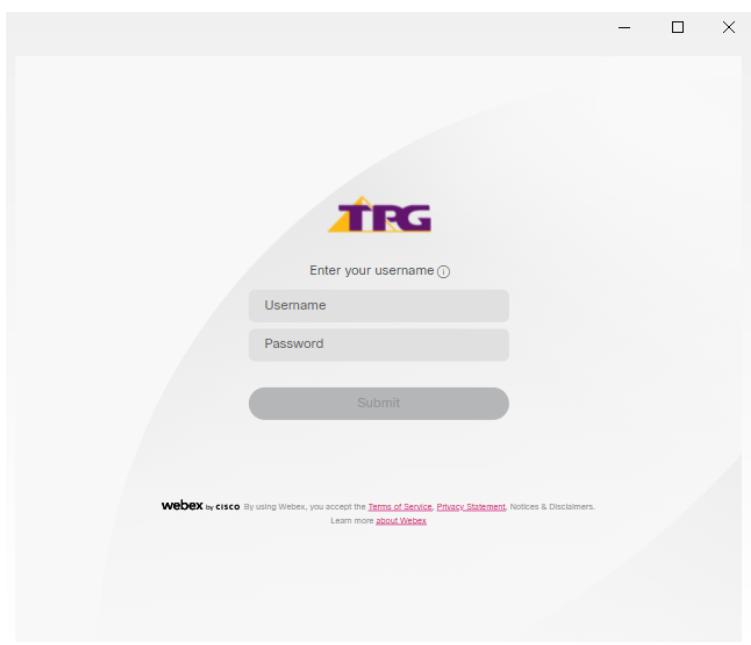 TPG
Enter your username
Username
Password
Submit
webex by CISCO By using Webex, you accept the Terms of Service, Privacy Statement, Notices & Disclaimers.
Learn more about Webex